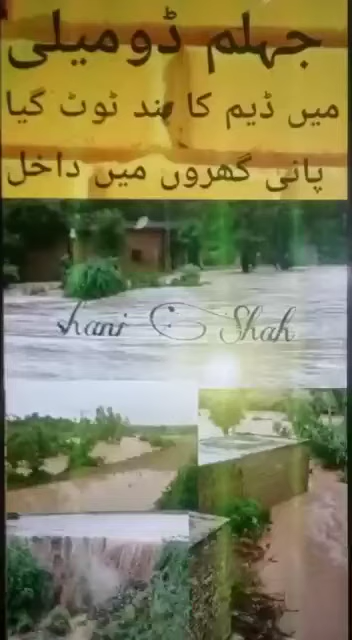 جہلم ڈومیلی
میں ڈیم کا بند ٹوٹ گیا
پانی گھروں میں داخل
shani Shah